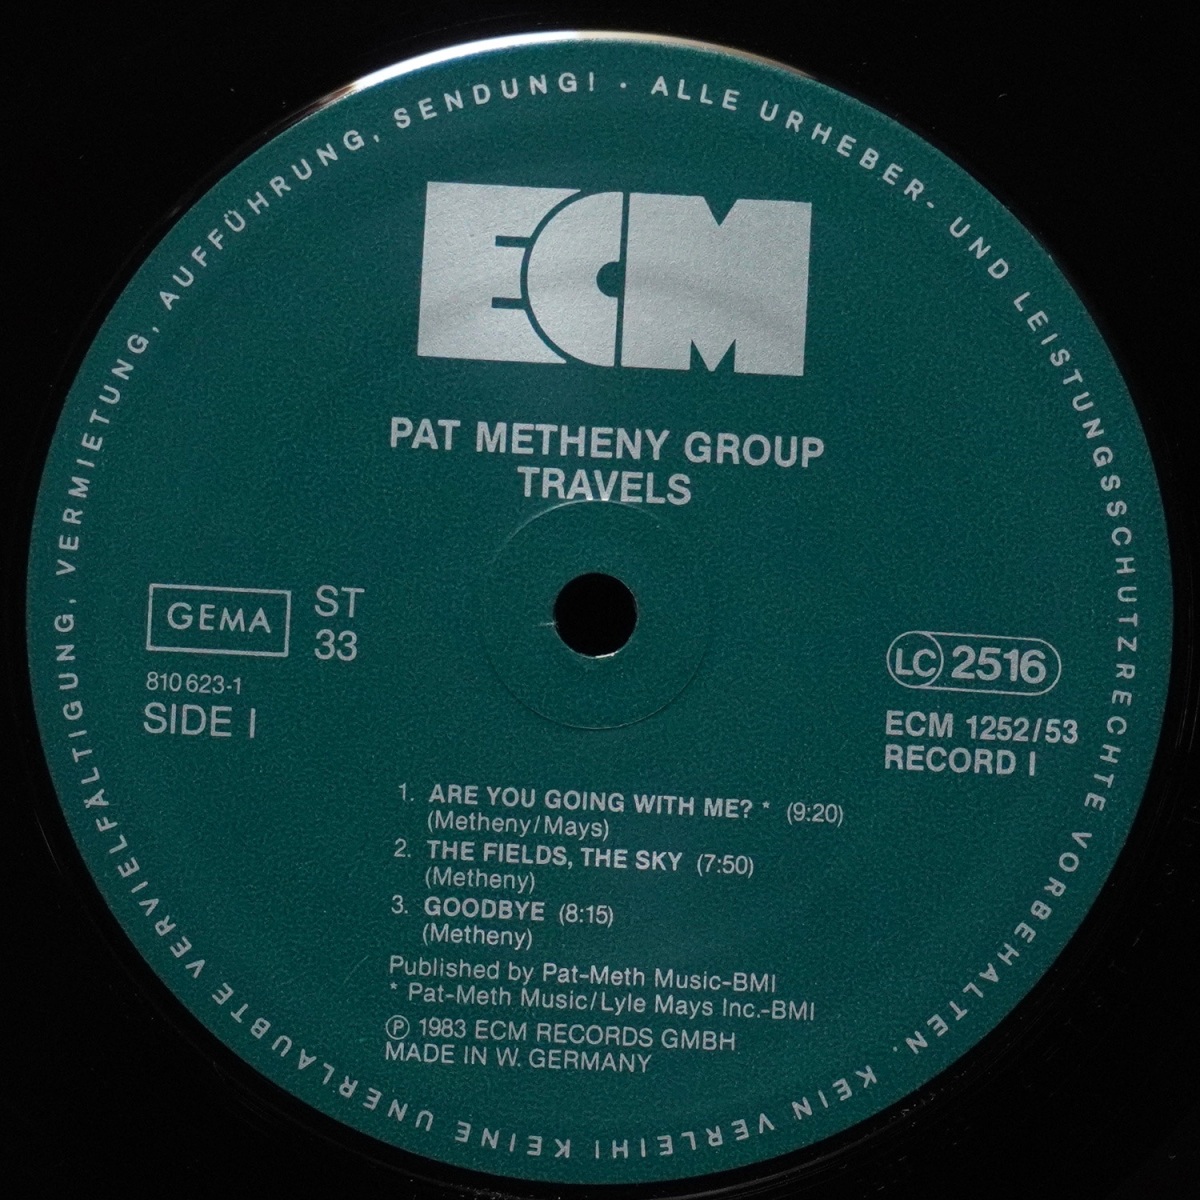 ALLE URHEBER- UND LEISTUNGSSCHUTZRECHTE VORBEHALTEN. KEIN VERLEIH! KEINE UNERLAUBTE VERVIELFÄLTIGUNG, VERMIETUNG, AUFFÜHRUNG, SENDUNG! ·
ECM
PAT METHENY GROUP
TRAVELS
GEMA
ST
33
810 623-1
SIDE I
LC 2516
ECM 1252/53
RECORD I
1. ARE YOU GOING WITH ME? * (9:20)
(Metheny/Mays)
2. THE FIELDS, THE SKY (7:50)
(Metheny)
3. GOODBYE (8:15)
(Metheny)
Published by Pat-Meth Music-BMI
* Pat-Meth Music/Lyle Mays Inc.-BMI
Ⓟ 1983 ECM RECORDS GMBH
MADE IN W. GERMANY